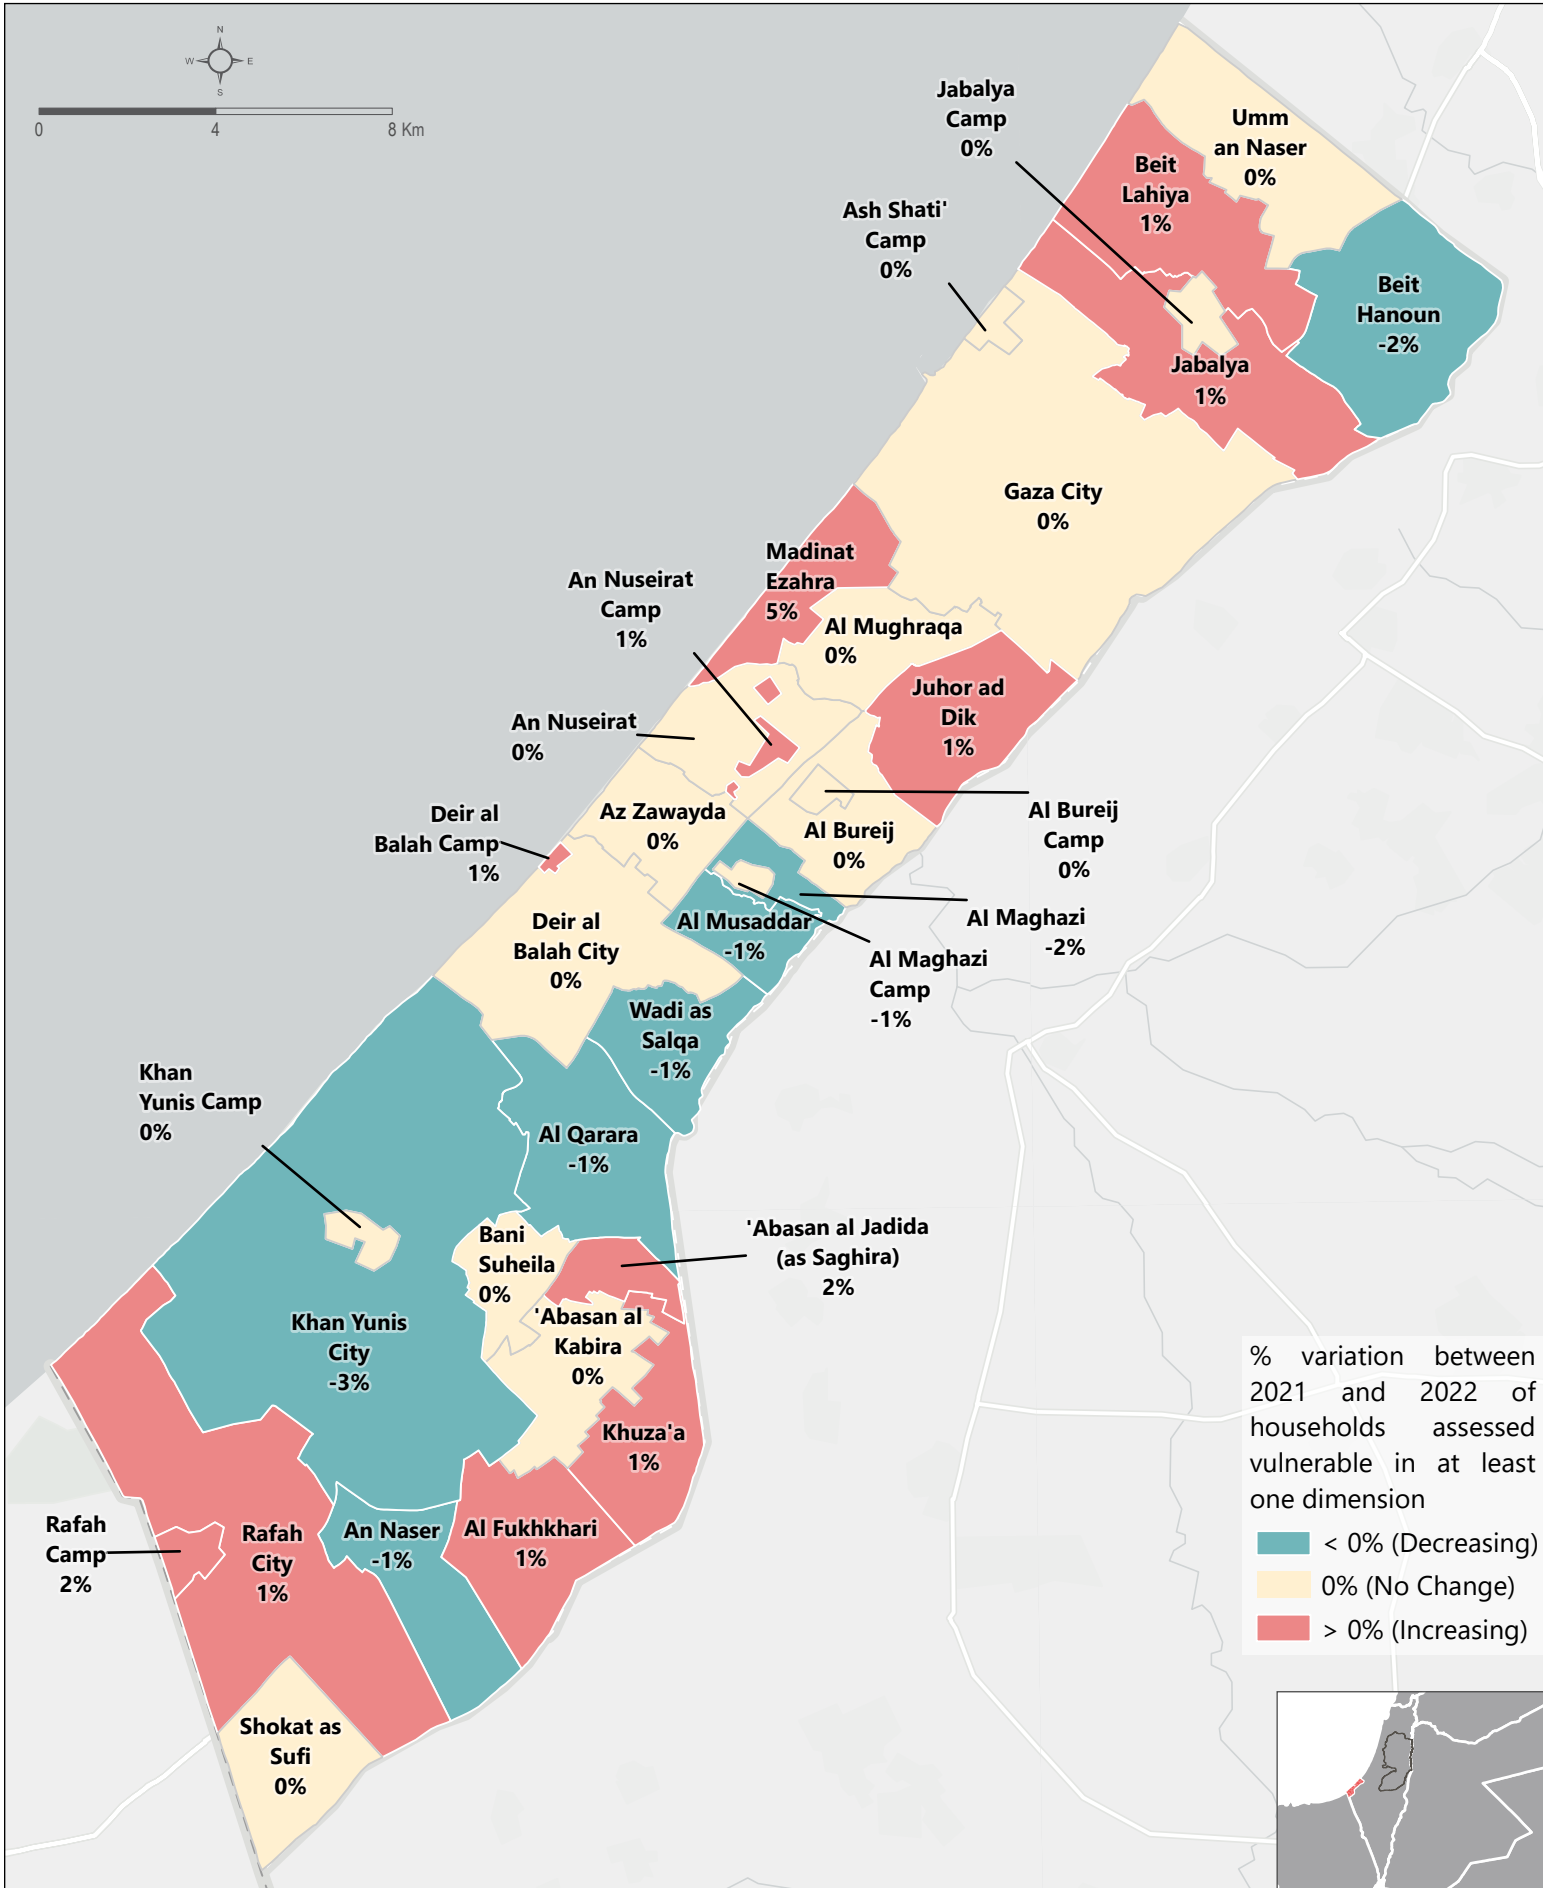 N
W E
S
0 4 8 Km
Jabalya
Camp
0%
Umm
an Naser
0%
Beit
Lahiya
1%
Ash Shati'
Camp
0%
Beit
Hanoun
-2%
Jabalya
1%
Gaza City
0%
Madinat
Ezahra
5%
An Nuseirat
Camp
1%
Al Mughraqa
0%
Juhor ad
Dik
1%
An Nuseirat
0%
Deir al
Balah Camp
1%
Az Zawayda
0%
Al Bureij
0%
Al Bureij
Camp
0%
Al Maghazi
-2%
Al Musaddar
-1%
Deir al
Balah City
0%
Al Maghazi
Camp
-1%
Wadi as
Salqa
-1%
Khan
Yunis Camp
0%
Al Qarara
-1%
Bani
Suheila
0%
'Abasan al Jadida
(as Saghira)
2%
'Abasan al
Kabira
0%
Khan Yunis
City
-3%
Khuza'a
1%
Rafah
Camp
2%
Rafah
City
1%
An Naser
-1%
Al Fukhkhari
1%
Shokat as
Sufi
0%
% variation between
2021 and 2022 of
households assessed
vulnerable in at least
one dimension
< 0% (Decreasing)
0% (No Change)
> 0% (Increasing)